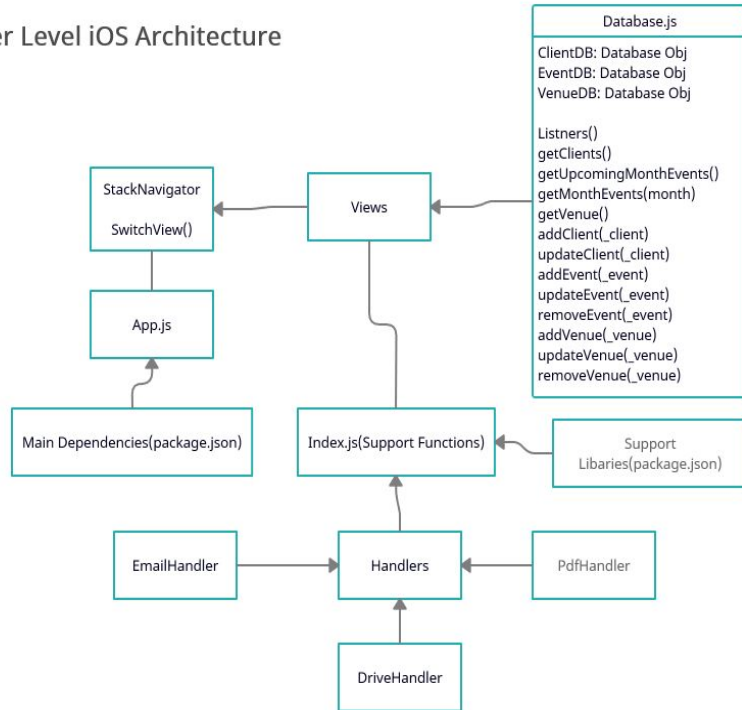 er Level iOS Architecture
Database.js
ClientDB: Database Obj
EventDB: Database Obj
VenueDB: Database Obj
Listners()
getClients()
getUpcomingMonthEvents()
getMonthEvents(month)
getVenue()
addClient(_client)
updateClient(_client)
addEvent(_event)
updateEvent(_event)
removeEvent(_event)
addVenue(_venue)
updateVenue(_venue)
removeVenue(_venue)
StackNavigator
SwitchView()
Views
App.js
Main Dependencies(package.json)
Index.js(Support Functions)
Support
Libaries(package.json)
EmailHandler
Handlers
PdfHandler
DriveHandler